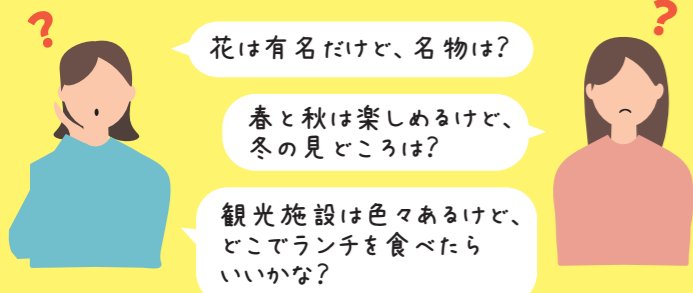 ?
?
花は有名だけど、名物は?
春と秋は楽しめるけど、
冬の見どころは?
観光施設は色々あるけど、
どこでランチを食べたら
いいかな?